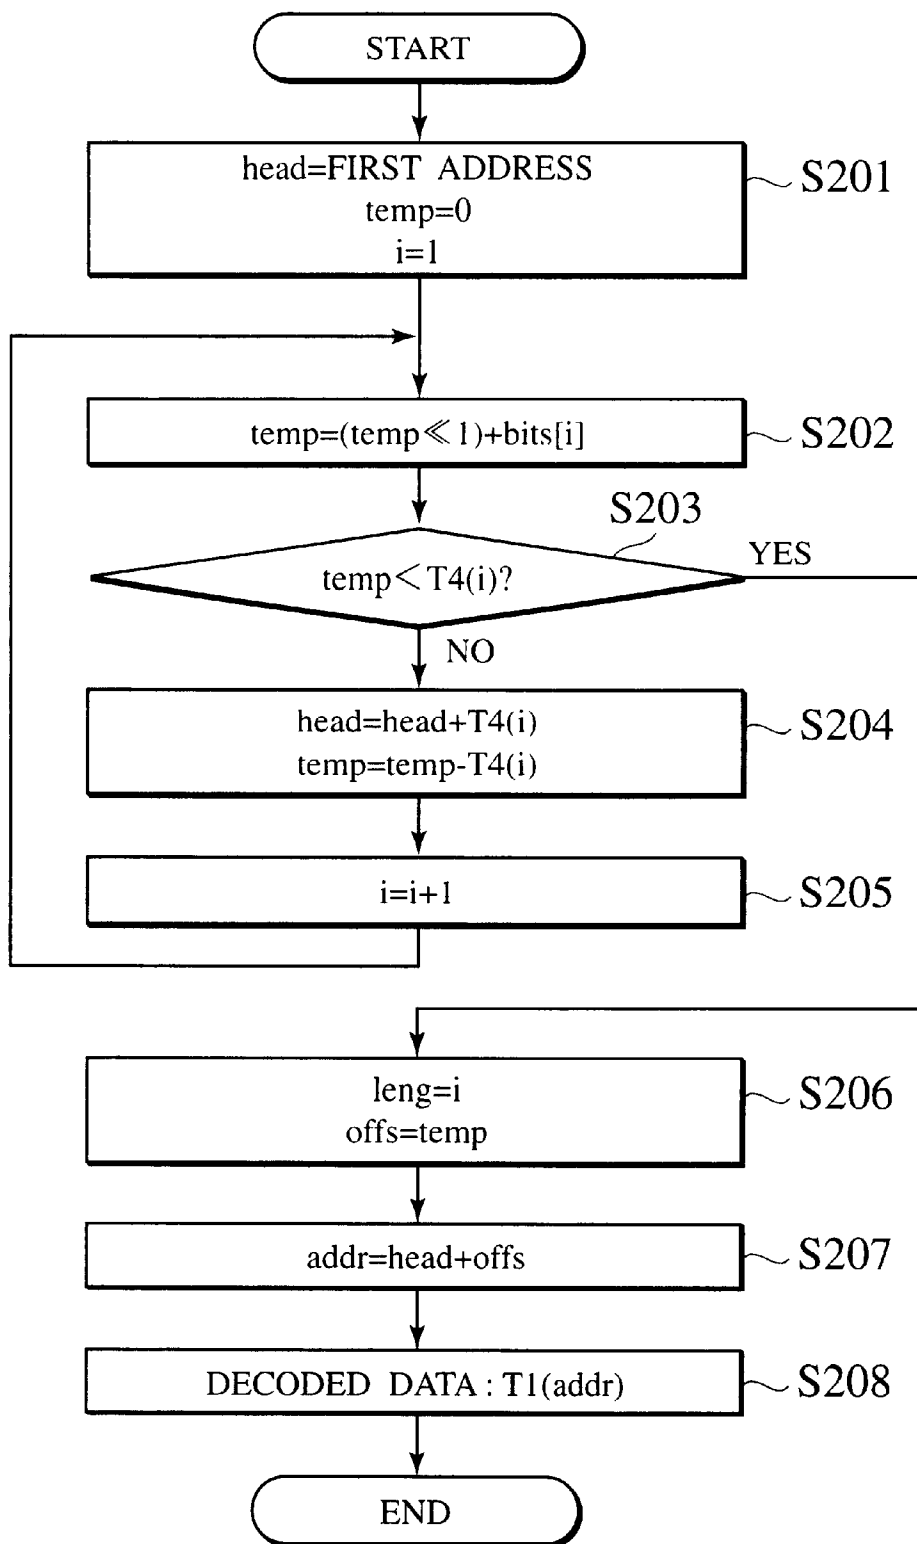 START
head=FIRST ADDRESS
temp=0
i=1
S201
temp=(temp≪1)+bits[i]
S202
S203
temp<T4(i)?
YES
NO
head=head+T4(i)
temp=temp-T4(i)
S204
i=i+1
S205
leng=i
offs=temp
S206
addr=head+offs
S207
DECODED DATA : T1(addr)
S208
END